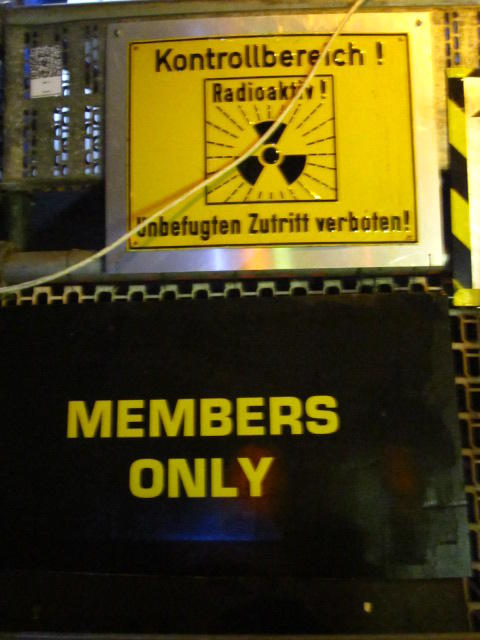 Kontrollbereich !
Radioaktiv !
Unbefugten Zutritt verboten!
MEMBERS
ONLY